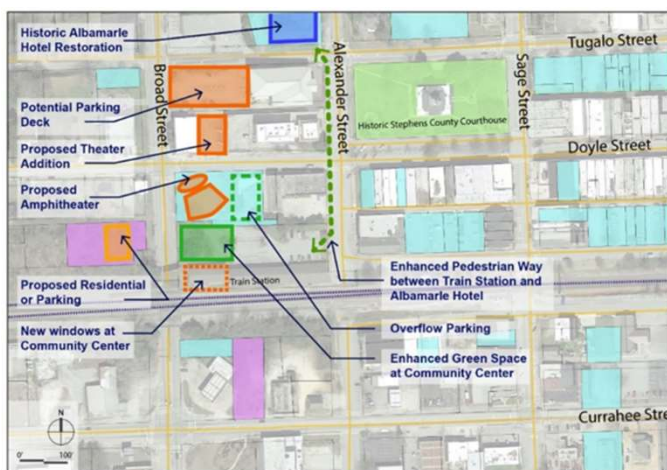 Historic Albamarle
Hotel Restoration
Tugalo Street
Alexander Street
Sage Street
Broad Street
Potential Parking
Deck
Historic Stephens County Courthouse
Proposed Theater
Addition
Doyle Street
Proposed
Amphitheater
Proposed Residential
or Parking
Train Station
Enhanced Pedestrian Way
between Train Station and
Albamarle Hotel
New windows at
Community Center
Overflow Parking
Enhanced Green Space
at Community Center
Currahee Stre
N
0 100'